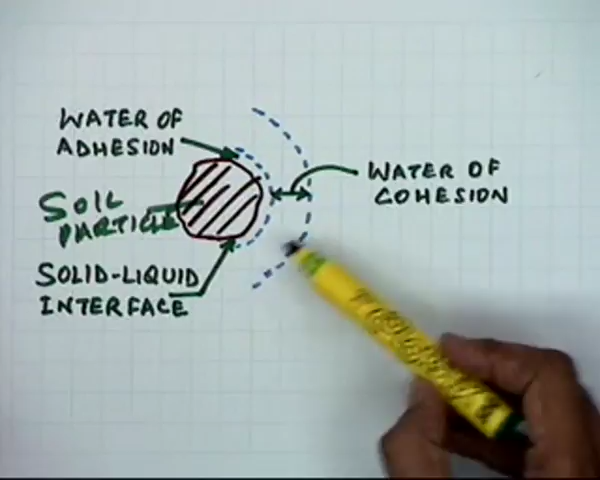 WATER OF
ADHESION
WATER OF
COHESION
SOIL
PARTICLE
SOLID-LIQUID
INTERFACE